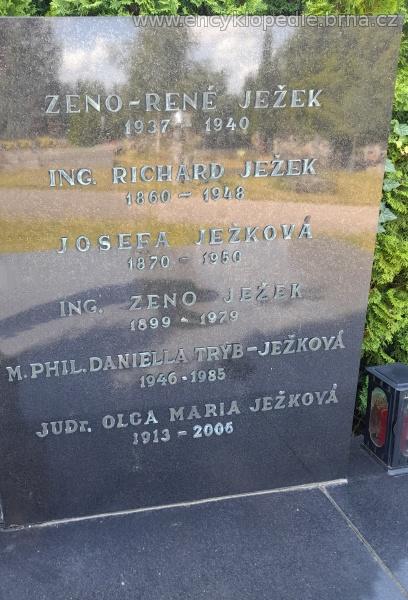 www.encyklopedie.brna.cz
ZENO-RENÉ JEŽEK
1937 - 1940
ING. RICHARD JEŽEK
1860 - 1948
JOSEFA JEŽKOVÁ
1870 - 1950
ING. ZENO JEŽEK
1899 - 1979
M. PHIL. DANIELLA TRÝB-JEŽKOVÁ
1946 - 1985
JUDr. OLGA MARIA JEŽKOVÁ
1913 - 2006